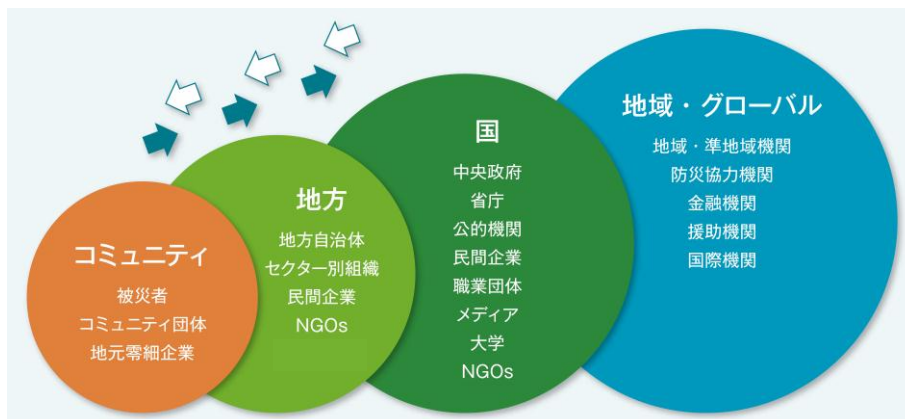 コミュニティ
被災者
コミュニティ団体
地元零細企業
地方
地方自治体
セクター別組織
民間企業
NGOs
国
中央政府
省庁
公的機関
民間企業
職業団体
メディア
大学
NGOs
地域・グローバル
地域・準地域機関
防災協力機関
金融機関
援助機関
国際機関